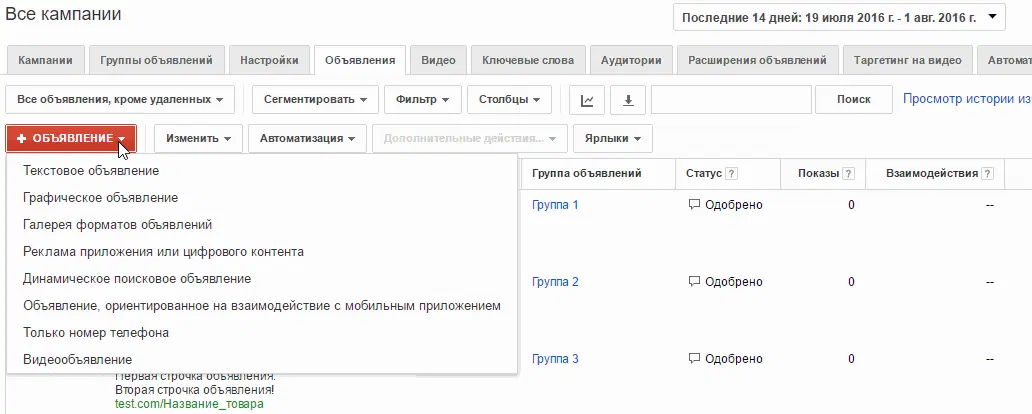 Все кампании
Последние 14 дней: 19 июля 2016 г. - 1 авг. 2016 г.
Кампании
Группы объявлений
Настройки
Объявления
Видео
Ключевые слова
Аудитории
Расширения объявлений
Таргетинг на видео
Автомат
Все объявления, кроме удаленных
Сегментировать
Фильтр
Столбцы
Поиск
Просмотр истории из
+ ОБЪЯВЛЕНИЕ
Изменить
Автоматизация
Дополнительные действия...
Ярлыки
Текстовое объявление
Графическое объявление
Галерея форматов объявлений
Реклама приложения или цифрового контента
Динамическое поисковое объявление
Объявление, ориентированное на взаимодействие с мобильным приложением
Только номер телефона
Видеообъявление
Группа объявлений
Статус ?
Показы ?
Взаимодействия ?
Группа 1
Одобрено
0
--
Группа 2
Одобрено
0
--
Группа 3
Одобрено
0
--
Первая строчка объявления.
Вторая строчка объявления!
test.com/Название_товара